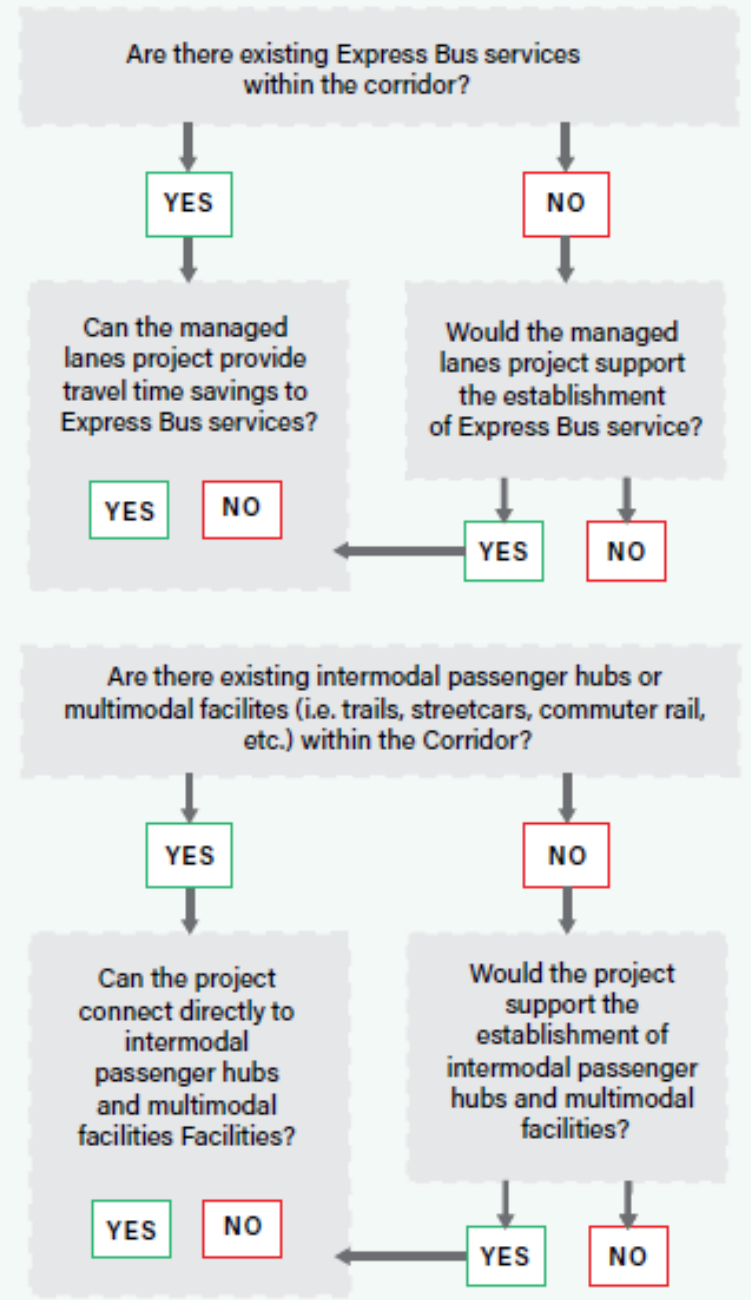 Are there existing Express Bus services
within the corridor?
YES
NO
Can the managed
lanes project provide
travel time savings to
Express Bus services?
YES
NO
Would the managed
lanes project support
the establishment
of Express Bus service?
YES
NO
Are there existing intermodal passenger hubs or
multimodal facilites (i.e. trails, streetcars, commuter rail,
etc.) within the Corridor?
YES
NO
Can the project
connect directly to
intermodal
passenger hubs
and multimodal
facilities Facilities?
YES
NO
Would the project
support the
establishment of
intermodal passenger
hubs and multimodal
facilities?
YES
NO